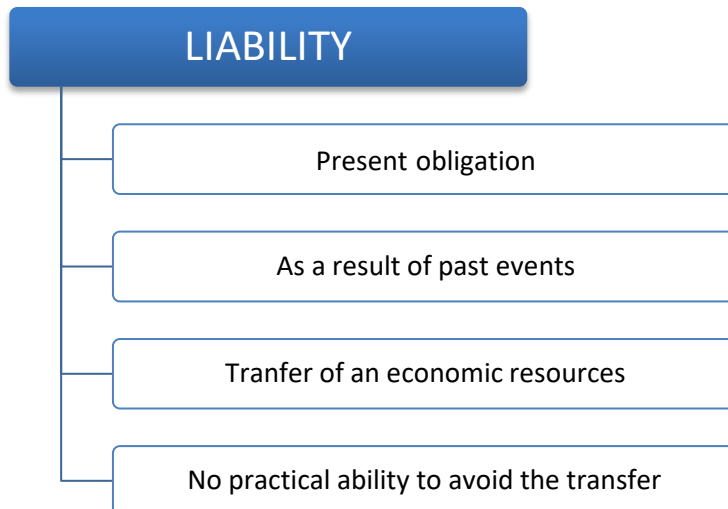 LIABILITY
Present obligation
As a result of past events
Tranfer of an economic resources
No practical ability to avoid the transfer